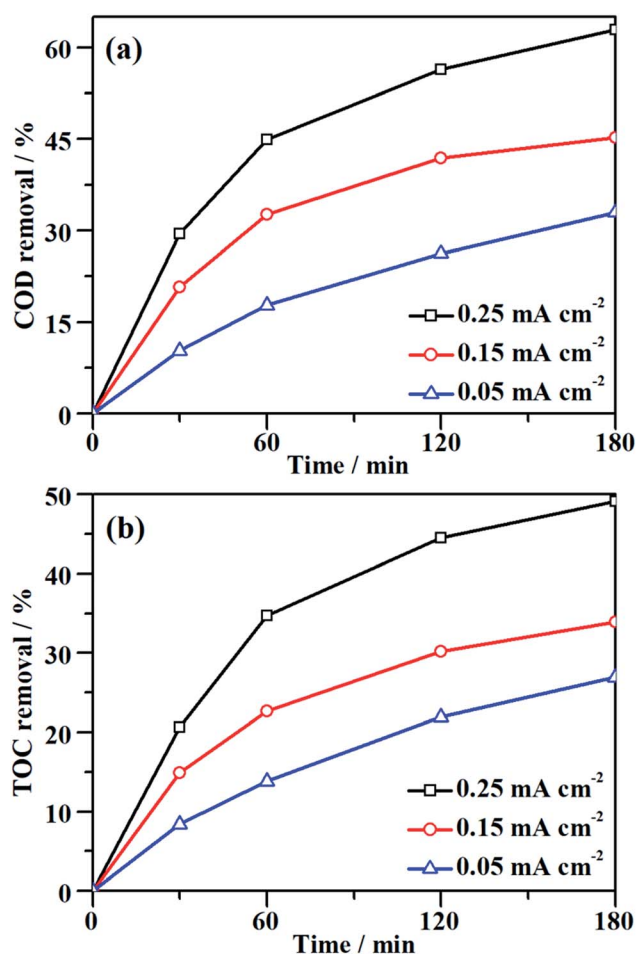 (a)
COD removal / %
60
45
30
15
0
0.25 mA cm⁻²
0.15 mA cm⁻²
0.05 mA cm⁻²
0 60 120 180
Time / min
(b)
TOC removal / %
50
40
30
20
10
0
0.25 mA cm⁻²
0.15 mA cm⁻²
0.05 mA cm⁻²
0 60 120 180
Time / min